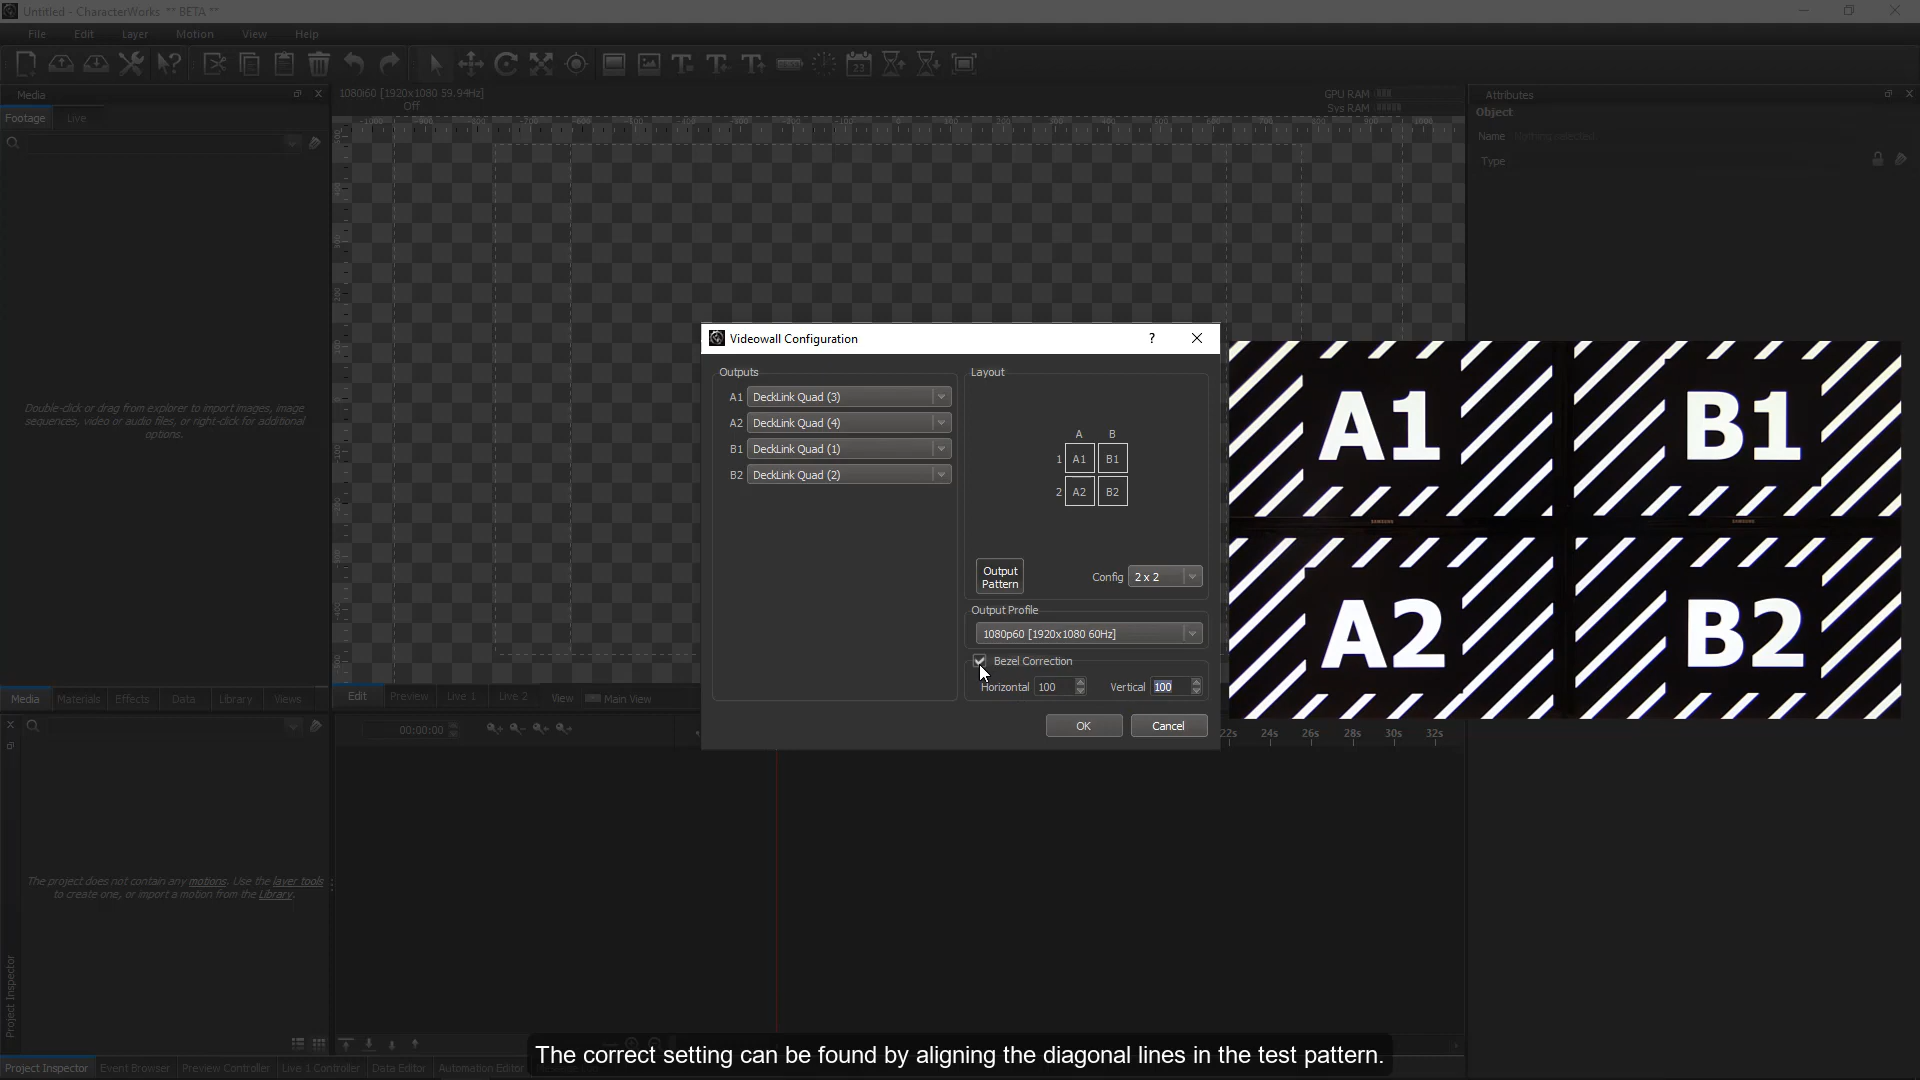 Untitled - CharacterWorks ** BETA **
File Edit Layer Motion View Help
23
Media
Footage Live
1080i60 [1920x1080 59.94Hz]
Off
GPU RAM
Sys RAM
Attributes
Object
Name Nothing selected
Type
Double-click or drag from explorer to import images, image
sequences, video or audio files, or right-click for additional
options.
Videowall Configuration
?
Outputs
A1 DeckLink Quad (3)
A2 DeckLink Quad (4)
B1 DeckLink Quad (1)
B2 DeckLink Quad (2)
Layout
A B
1 A1 B1
2 A2 B2
Output
Pattern
Config 2 x 2
Output Profile
1080p60 [1920x1080 60Hz]
Bezel Correction
Horizontal 100 Vertical 100
OK Cancel
A1 B1
SAMSUNG SAMSUNG
A2 B2
Media Materials Effects Data Library Views
Edit Preview Live 1 Live 2 View Main View
00:00:00
22s 24s 26s 28s 30s 32s
The project does not contain any motions. Use the layer tools
to create one, or import a motion from the Library.
Project Inspector
The correct setting can be found by aligning the diagonal lines in the test pattern.
Project Inspector Event Browser Preview Controller Live 1 Controller Data Editor Automation Editor